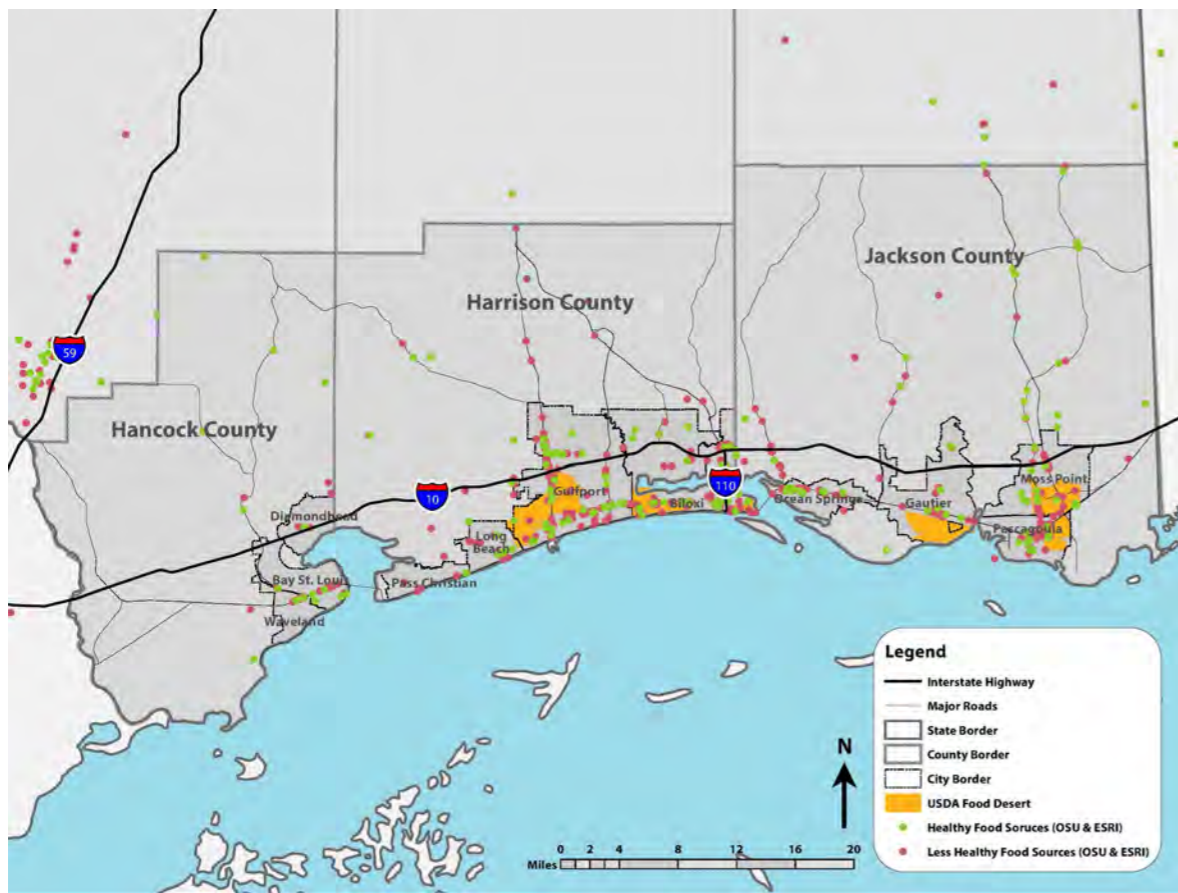 Jackson County
Harrison County
59
Hancock County
Moss Point
110
10
Gulfport
Biloxi
Ocean Springs
Gautier
Diamondhead
Long
Beach
Pascagoula
Bay St. Louis
Pass Christian
Waveland
Legend
Interstate Highway
Major Roads
State Border
County Border
City Border
USDA Food Desert
Healthy Food Soruces (OSU & ESRI)
Less Healthy Food Sources (OSU & ESRI)
N
Miles 0 2 4 8 12 16 20